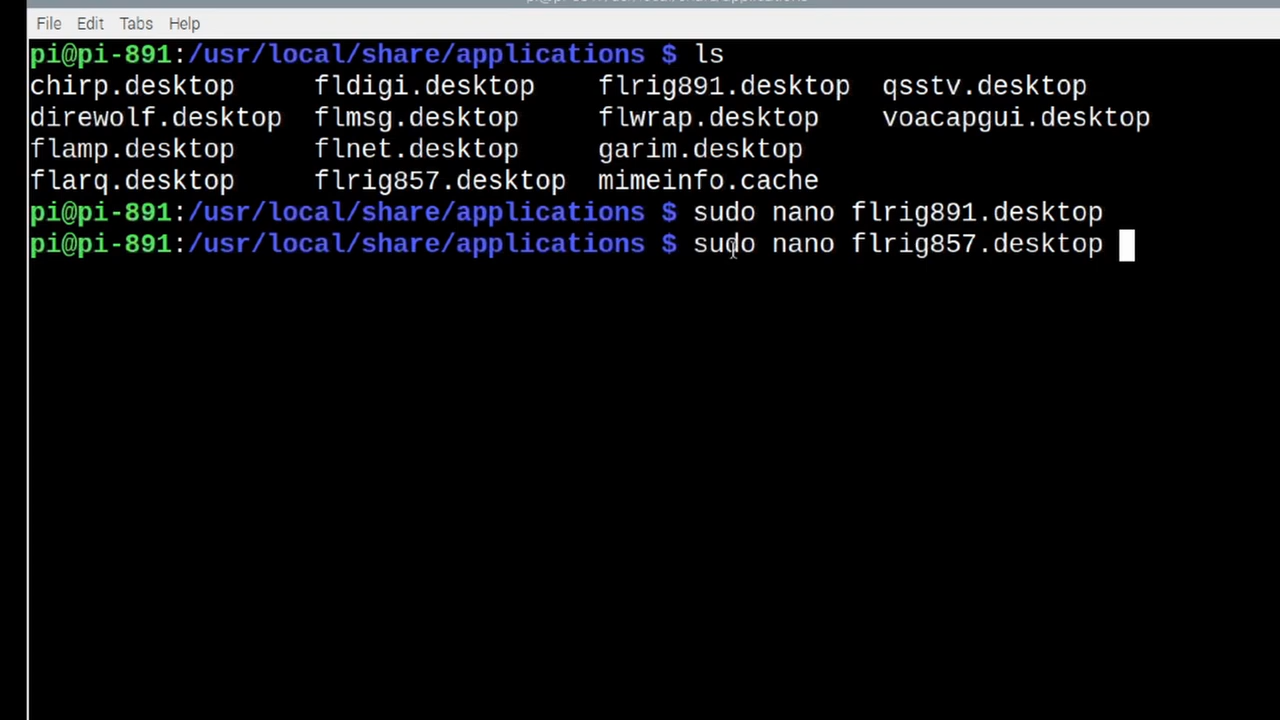 File Edit Tabs Help
pi@pi-891:/usr/local/share/applications $ ls
chirp.desktop fldigi.desktop flrig891.desktop qsstv.desktop
direwolf.desktop flmsg.desktop flwrap.desktop voacapgui.desktop
flamp.desktop flnet.desktop garim.desktop
flarq.desktop flrig857.desktop mimeinfo.cache
pi@pi-891:/usr/local/share/applications $ sudo nano flrig891.desktop
pi@pi-891:/usr/local/share/applications $ sudo nano flrig857.desktop